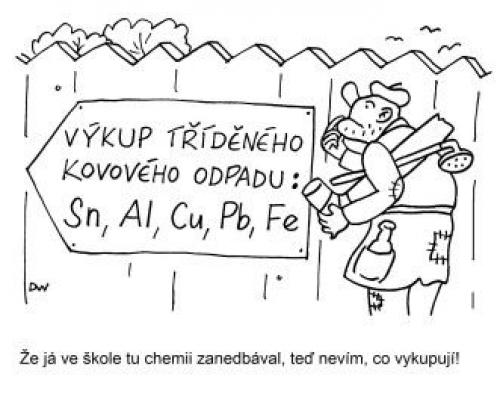 VÝKUP TŘÍDĚNÉHO
KOVOVÉHO ODPADU:
Sn, Al, Cu, Pb, Fe
DW
Že já ve škole tu chemii zanedbával, teď nevím, co vykupují!